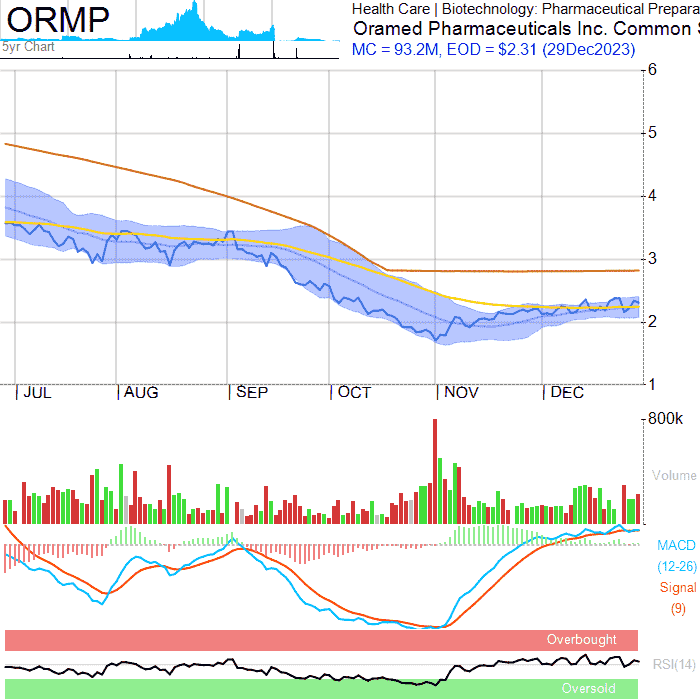 ORMP
Health Care | Biotechnology: Pharmaceutical Prepara
Oramed Pharmaceuticals Inc. Common S
MC = 93.2M, EOD = $2.31 (29Dec2023)
5yr Chart
6
5
4
3
2
1
JUL AUG SEP OCT NOV DEC
800k
Volume
MACD
(12-26)
Signal
(9)
Overbought
RSI(14)
Oversold